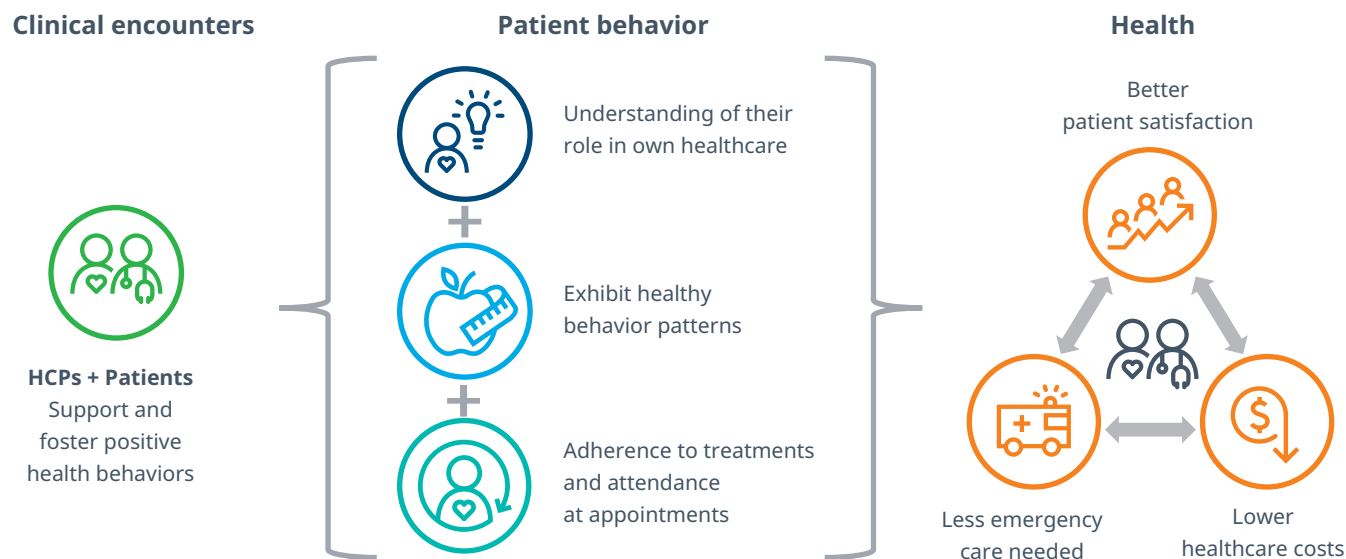 Clinical encounters
Patient behavior
Health
HCPs + Patients
Support and
foster positive
health behaviors
Understanding of their
role in own healthcare
Exhibit healthy
behavior patterns
Adherence to treatments
and attendance
at appointments
Better
patient satisfaction
$
Less emergency
care needed
Lower
healthcare costs